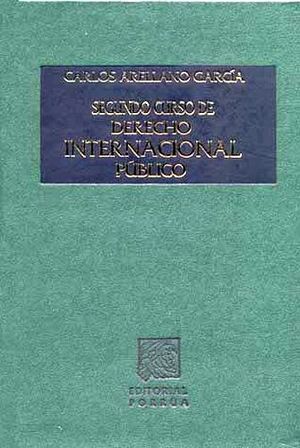 CARLOS ARELLANO GARCÍA
SEGUNDO CURSO DE
DERECHO
INTERNACIONAL
PÚBLICO
EDITORIAL
PORRÚA